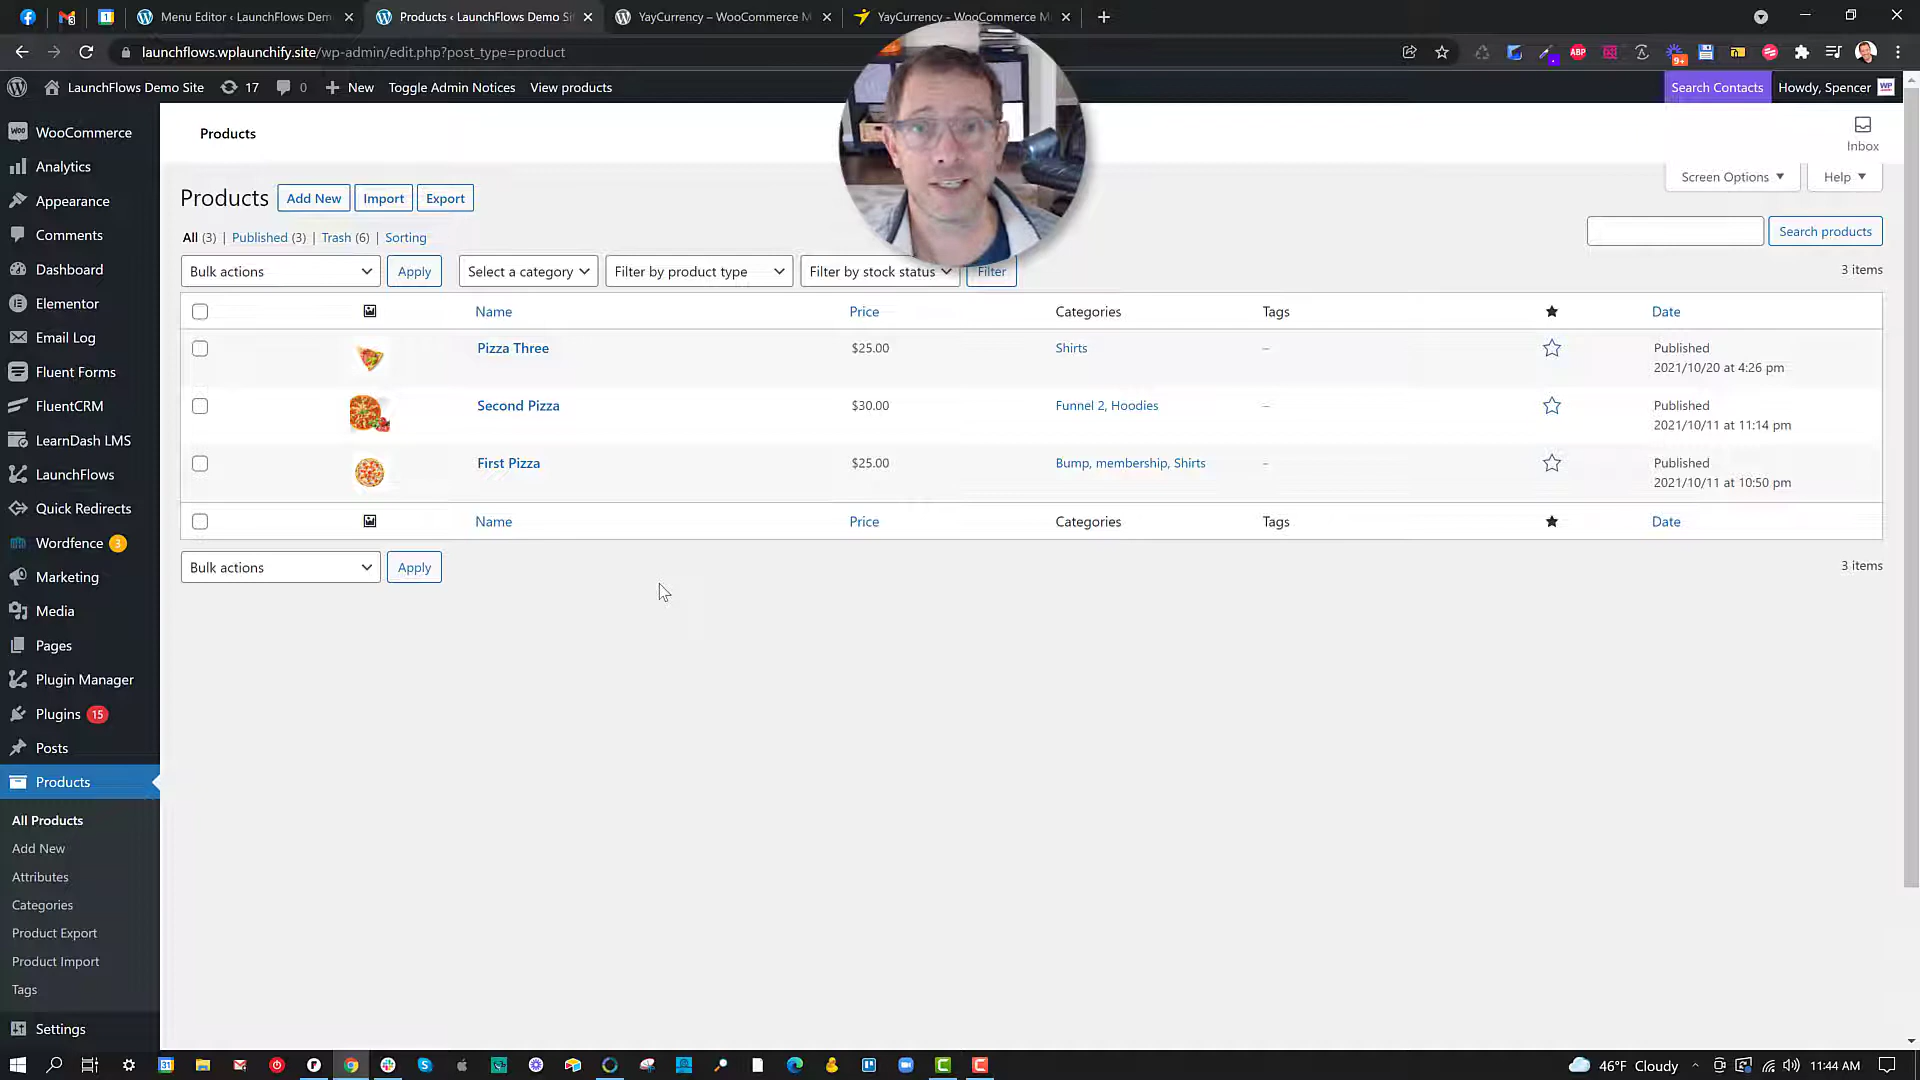 Menu Editor ‹ LaunchFlows Dem
Products ‹ LaunchFlows Demo Si
YayCurrency – WooCommerce M
YayCurrency - WooCommerce M
launchflows.wplaunchify.site/wp-admin/edit.php?post_type=product
LaunchFlows Demo Site
17
0
New
Toggle Admin Notices
View products
Search Contacts
Howdy, Spencer
WooCommerce
Analytics
Appearance
Comments
Dashboard
Elementor
Email Log
Fluent Forms
FluentCRM
LearnDash LMS
LaunchFlows
Quick Redirects
Wordfence 3
Marketing
Media
Pages
Plugin Manager
Plugins 15
Posts
Products
All Products
Add New
Attributes
Categories
Product Export
Product Import
Tags
Settings
Products
Inbox
Screen Options
Help
Products Add New Import Export
All (3) | Published (3) | Trash (6) | Sorting
Search products
Bulk actions Apply Select a category Filter by product type Filter by stock status Filter
3 items
Name Price Categories Tags Date
Pizza Three $25.00 Shirts – Published
2021/10/20 at 4:26 pm
Second Pizza $30.00 Funnel 2, Hoodies – Published
2021/10/11 at 11:14 pm
First Pizza $25.00 Bump, membership, Shirts – Published
2021/10/11 at 10:50 pm
Name Price Categories Tags Date
Bulk actions Apply
3 items
46°F Cloudy
11:44 AM